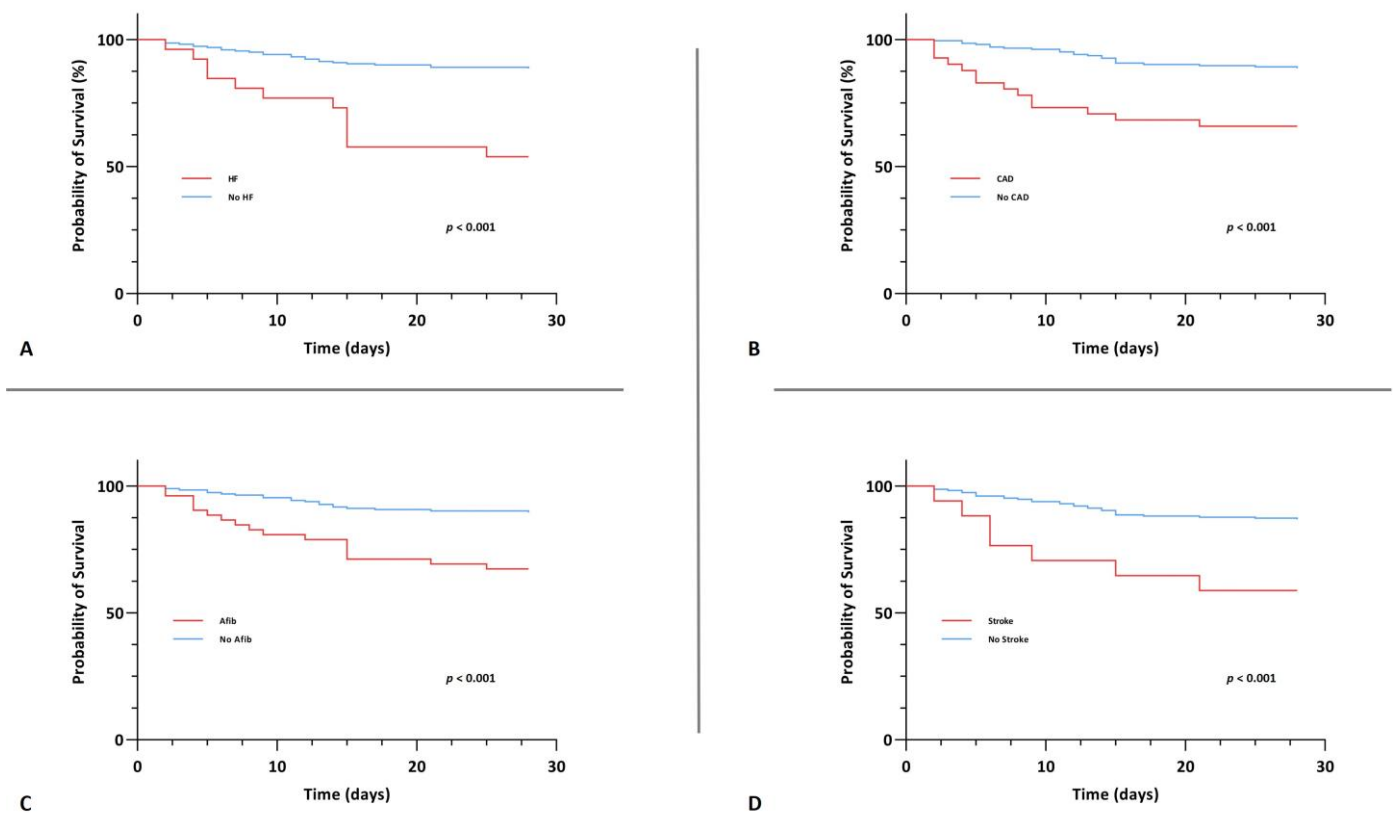 Probability of Survival (%)
100
50
0
HF
No HF
p < 0.001
0 10 20 30
Time (days)
A
Probability of Survival (%)
100
50
0
CAD
No CAD
p < 0.001
0 10 20 30
Time (days)
B
Probability of Survival
100
50
0
Afib
No Afib
p < 0.001
0 10 20 30
Time (days)
C
Probability of Survival
100
50
0
Stroke
No Stroke
p < 0.001
0 10 20 30
Time (days)
D